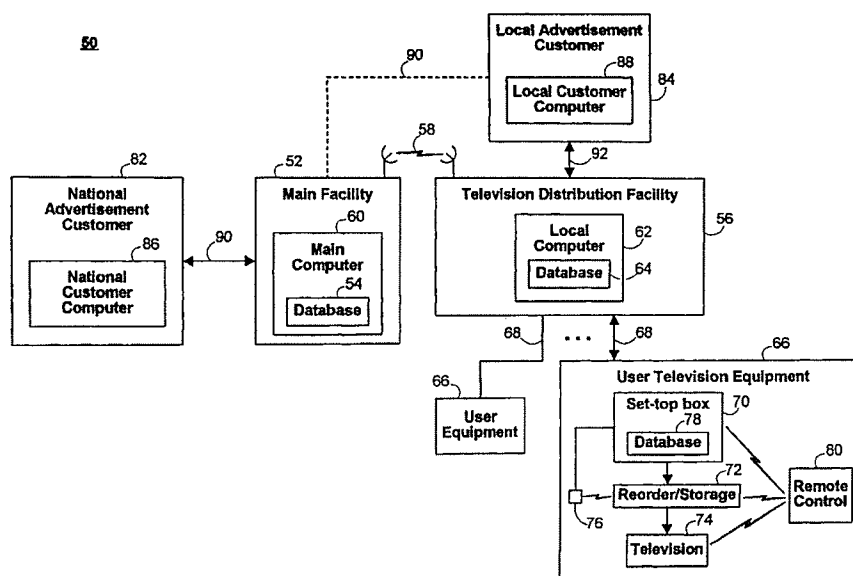 50
Local Advertisement
Customer
88
Local Customer
Computer
84
90
58
92
82
National
Advertisement
Customer
86
National
Customer
Computer
90
52
Main Facility
60
Main
Computer
54
Database
Television Distribution Facility
Local
Computer
62
Database
64
56
68
...
68
66
User
Equipment
66
User Television Equipment
Set-top box
70
78
Database
72
Reorder/Storage
76
74
Television
80
Remote
Control